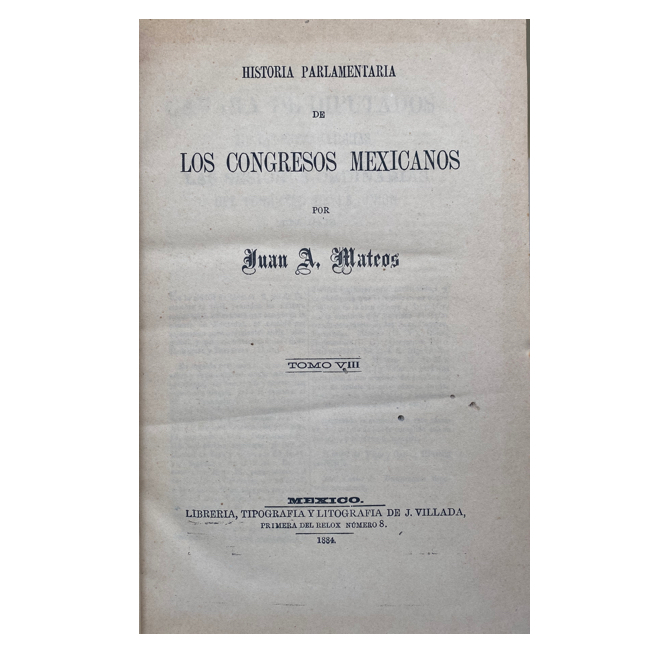 HISTORIA PARLAMENTARIA
DE
LOS CONGRESOS MEXICANOS
POR
Juan A. Mateos
TOMO VIII
MEXICO.
LIBRERIA, TIPOGRAFIA Y LITOGRAFIA DE J. VILLADA,
PRIMERA DEL RELOX NÚMERO 8.
1884.